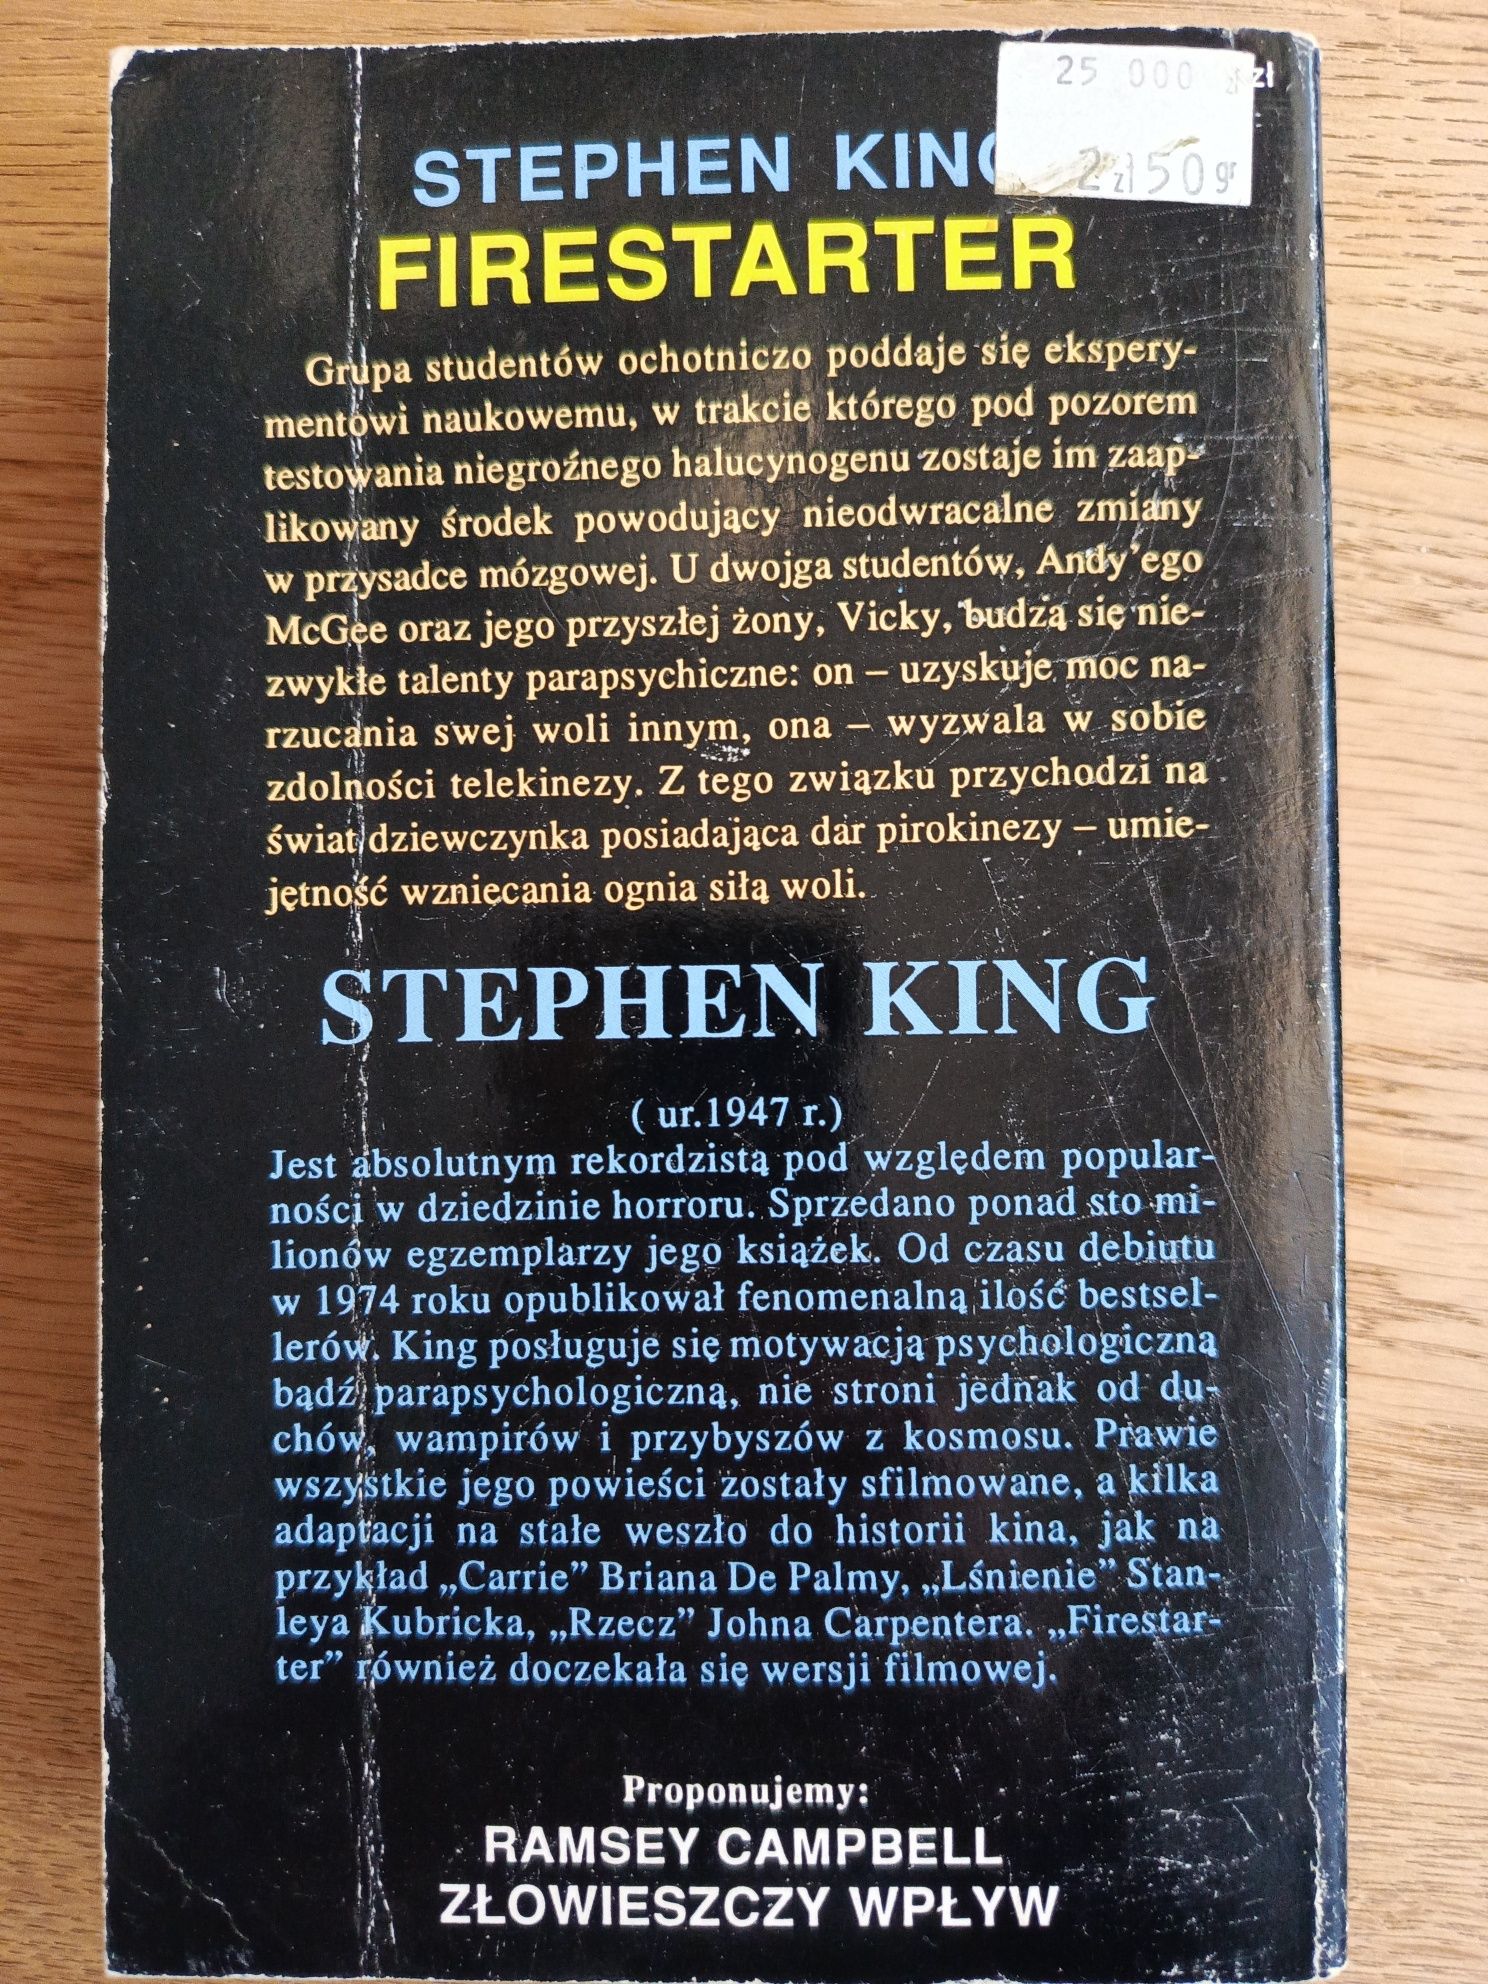 25 000 zł zł
2 zł 50 gr
STEPHEN KING
FIRESTARTER
Grupa studentów ochotniczo poddaje się ekspery-
mentowi naukowemu, w trakcie którego pod pozorem
testowania niegroźnego halucynogenu zostaje im zaap-
likowany środek powodujący nieodwracalne zmiany
w przysadce mózgowej. U dwojga studentów, Andy'ego
McGee oraz jego przyszłej żony, Vicky, budzą się nie-
zwykłe talenty parapsychiczne: on – uzyskuje moc na-
rzucania swej woli innym, ona – wyzwala w sobie
zdolności telekinezy. Z tego związku przychodzi na
świat dziewczynka posiadająca dar pirokinezy – umie-
jętność wzniecania ognia siłą woli.
STEPHEN KING
( ur.1947 r.)
Jest absolutnym rekordzistą pod względem popular-
ności w dziedzinie horroru. Sprzedano ponad sto mi-
lionów egzemplarzy jego książek. Od czasu debiutu
w 1974 roku opublikował fenomenalną ilość bestsel-
lerów. King posługuje się motywacją psychologiczną
bądź parapsychologiczną, nie stroni jednak od du-
chów, wampirów i przybyszów z kosmosu. Prawie
wszystkie jego powieści zostały sfilmowane, a kilka
adaptacji na stałe weszło do historii kina, jak na
przykład „Carrie” Briana De Palmy, „Lśnienie” Stan-
leya Kubricka, „Rzecz” Johna Carpentera. „Firestar-
ter” również doczekała się wersji filmowej.
Proponujemy:
RAMSEY CAMPBELL
ZŁOWIESZCZY WPŁYW